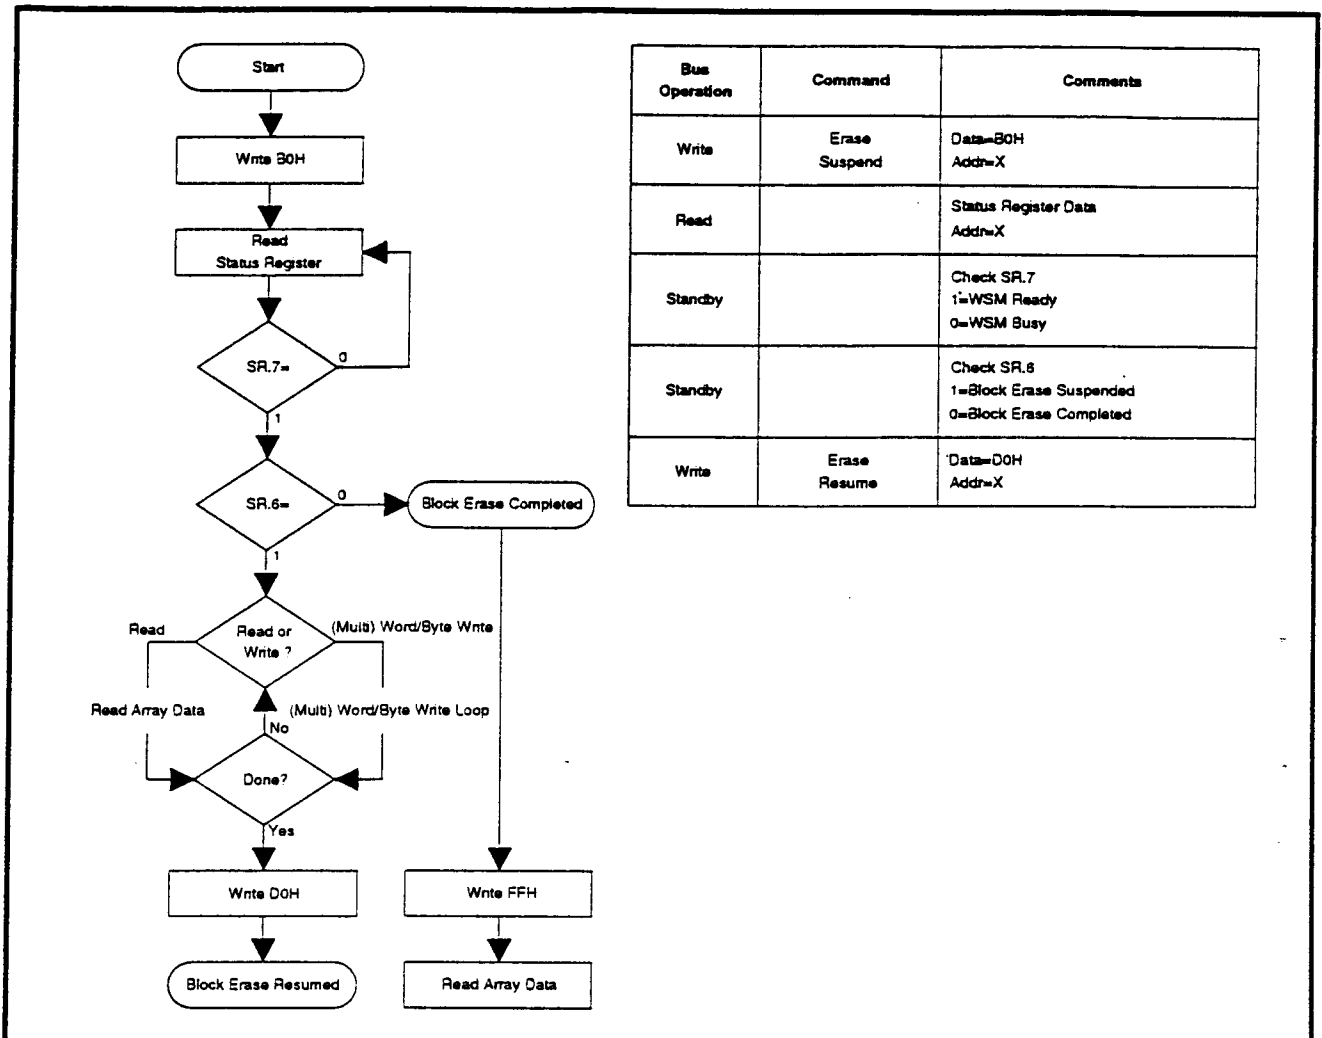 Start
Write B0H
Read
Status Register
SR.7=
0
1
SR.6=
0
1
Block Erase Completed
Read or
Write ?
Read
(Multi) Word/Byte Write
Read Array Data
(Multi) Word/Byte Write Loop
No
Done?
Yes
Write D0H
Write FFH
Block Erase Resumed
Read Array Data
Bus
Operation
Command
Comments
Write
Erase
Suspend
Data=B0H
Addr=X
Read
Status Register Data
Addr=X
Standby
Check SR.7
1=WSM Ready
0=WSM Busy
Standby
Check SR.6
1=Block Erase Suspended
0=Block Erase Completed
Write
Erase
Resume
Data=D0H
Addr=X